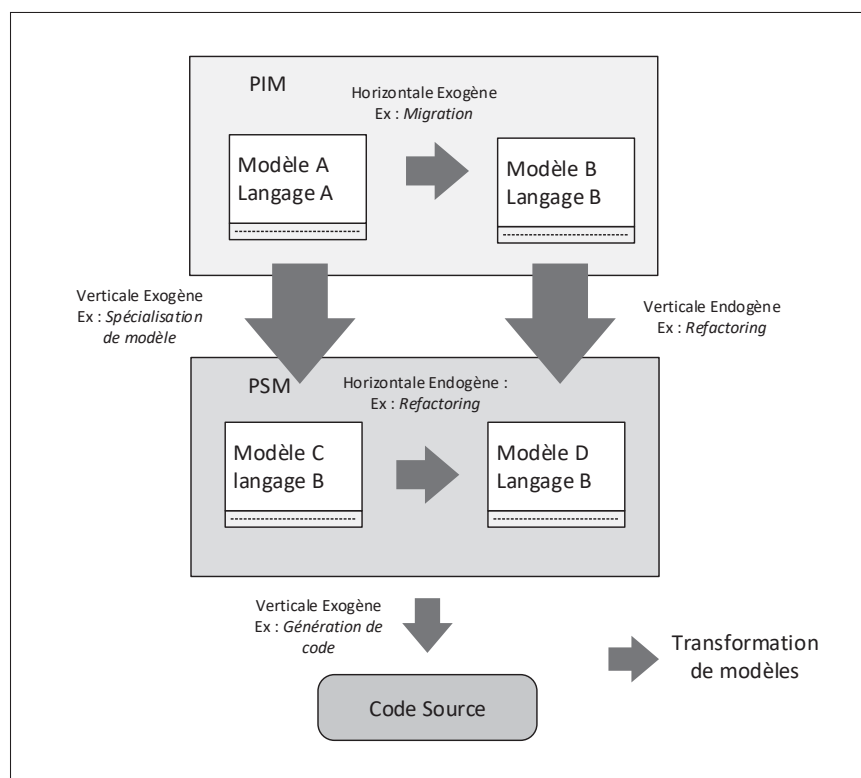 PIM
Horizontale Exogène
Ex : Migration
Modèle A
Langage A
Modèle B
Langage B
Verticale Exogène
Ex : Spécialisation
de modèle
Verticale Endogène
Ex : Refactoring
PSM
Horizontale Endogène :
Ex : Refactoring
Modèle C
langage B
Modèle D
Langage B
Verticale Exogène
Ex : Génération de
code
Transformation
de modèles
Code Source